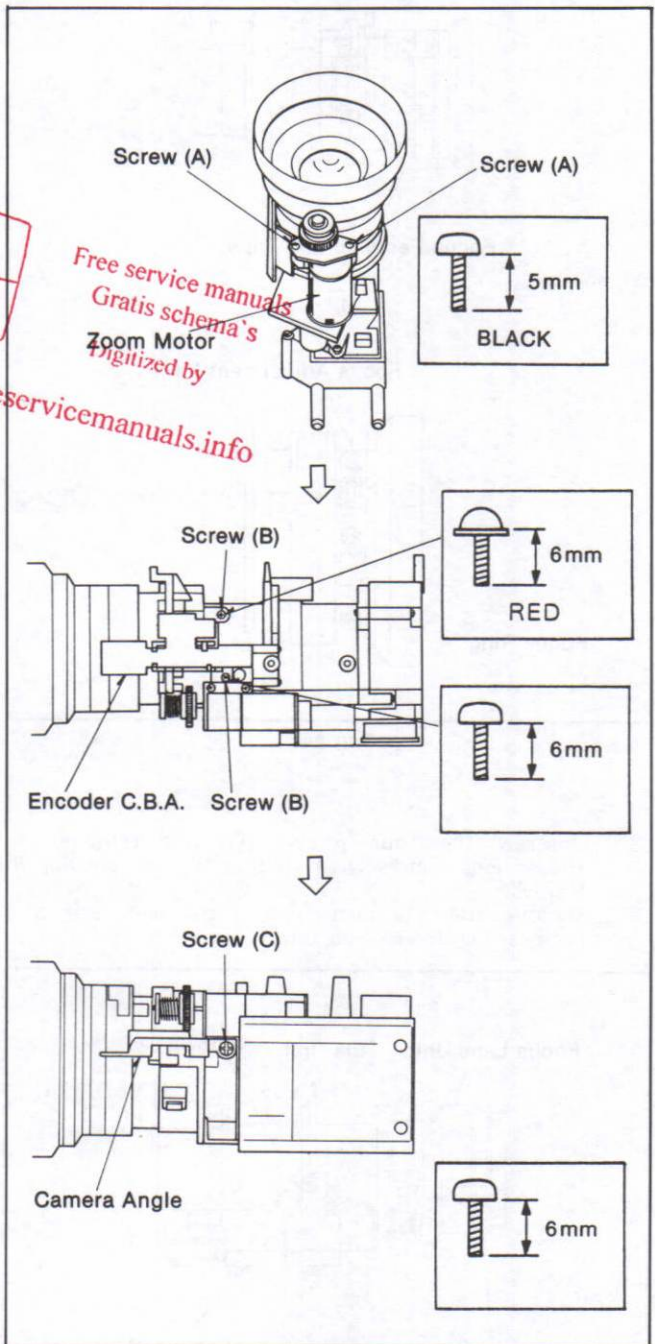 Screw (A)
Screw (A)
5mm
BLACK
Free service manuals
Gratis schema`s
Zoom Motor
Digitized by
servicemanuals.info
Screw (B)
6mm
RED
6mm
Encoder C.B.A.
Screw (B)
Screw (C)
Camera Angle
6mm